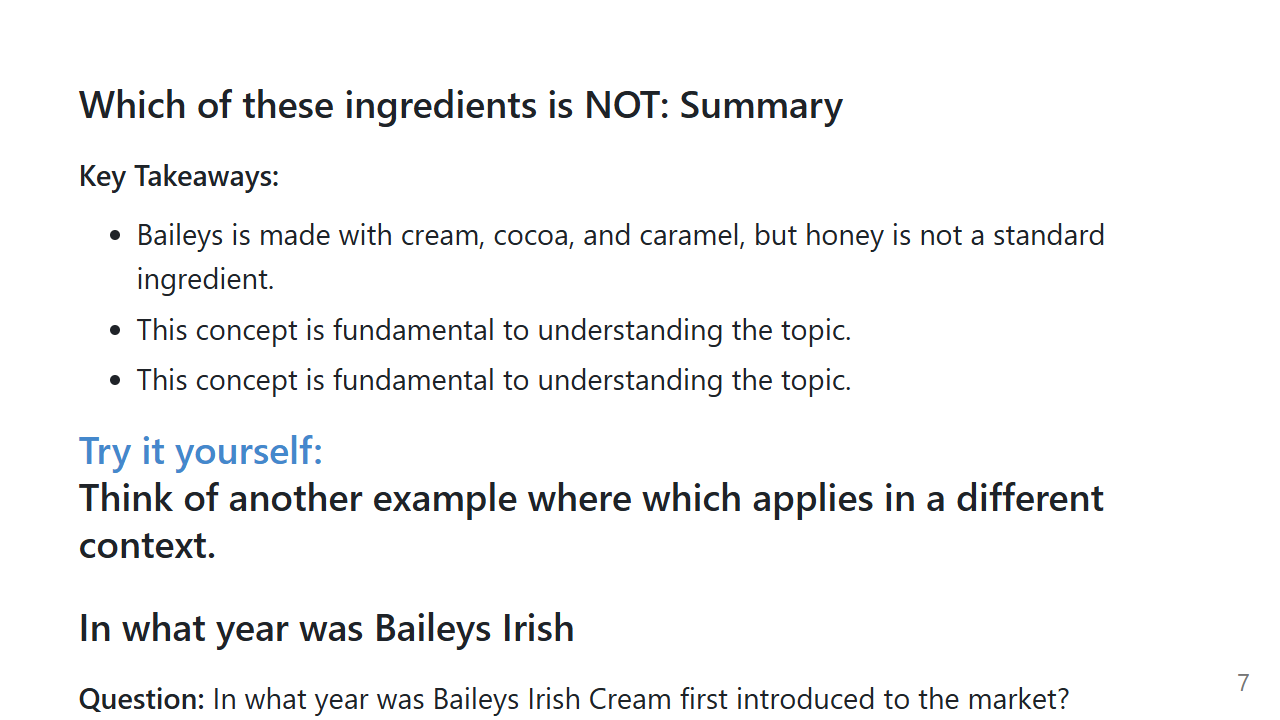 Which of these ingredients is NOT: Summary
Key Takeaways:
• Baileys is made with cream, cocoa, and caramel, but honey is not a standard
ingredient.
• This concept is fundamental to understanding the topic.
• This concept is fundamental to understanding the topic.
Try it yourself:
Think of another example where which applies in a different
context.
In what year was Baileys Irish
Question: In what year was Baileys Irish Cream first introduced to the market?
7